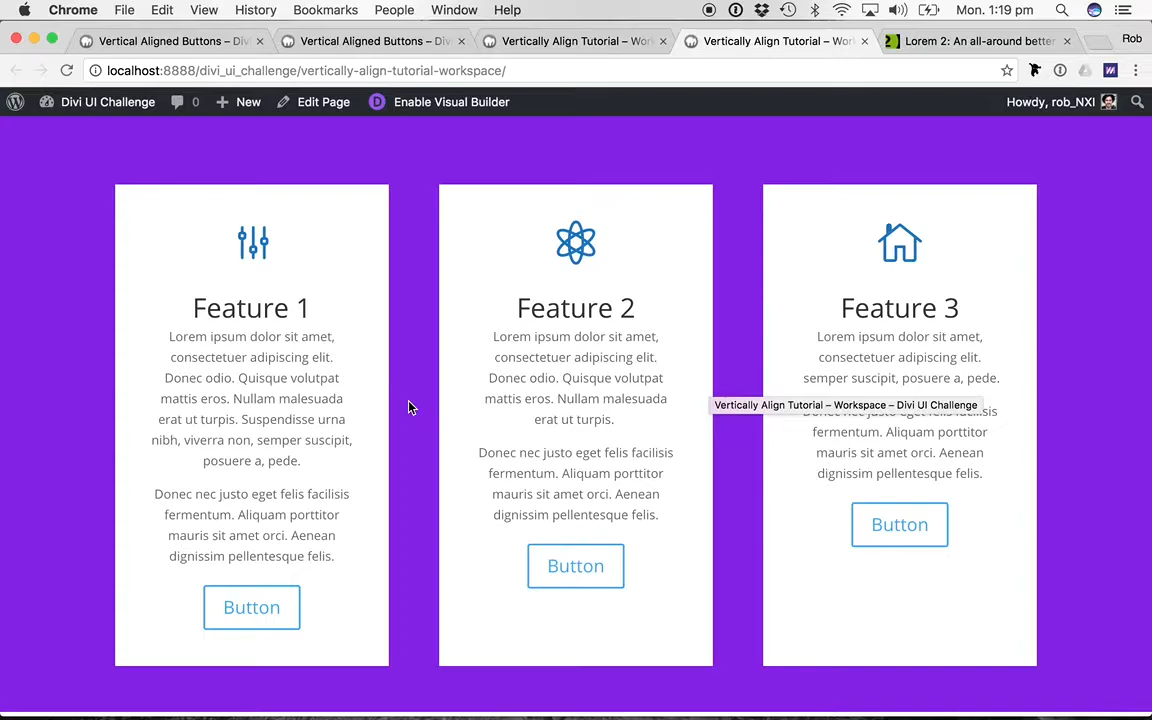 Chrome File Edit View History Bookmarks People Window Help Mon. 1:19 pm
Vertical Aligned Buttons – Divi Vertical Aligned Buttons – Divi Vertically Align Tutorial – Work Vertically Align Tutorial – Work Lorem 2: An all-around better Rob
localhost:8888/divi_ui_challenge/vertically-align-tutorial-workspace/
Divi UI Challenge 0 New Edit Page D Enable Visual Builder Howdy, rob_NXI
Feature 1
Lorem ipsum dolor sit amet,
consectetuer adipiscing elit.
Donec odio. Quisque volutpat
mattis eros. Nullam malesuada
erat ut turpis. Suspendisse urna
nibh, viverra non, semper suscipit,
posuere a, pede.
Donec nec justo eget felis facilisis
fermentum. Aliquam porttitor
mauris sit amet orci. Aenean
dignissim pellentesque felis.
Button
Feature 2
Lorem ipsum dolor sit amet,
consectetuer adipiscing elit.
Donec odio. Quisque volutpat
mattis eros. Nullam malesuada
erat ut turpis.
Donec nec justo eget felis facilisis
fermentum. Aliquam porttitor
mauris sit amet orci. Aenean
dignissim pellentesque felis.
Button
Feature 3
Lorem ipsum dolor sit amet,
consectetuer adipiscing elit.
semper suscipit, posuere a, pede.
Vertically Align Tutorial – Workspace – Divi UI Challenge
fermentum. Aliquam porttitor
mauris sit amet orci. Aenean
dignissim pellentesque felis.
Button